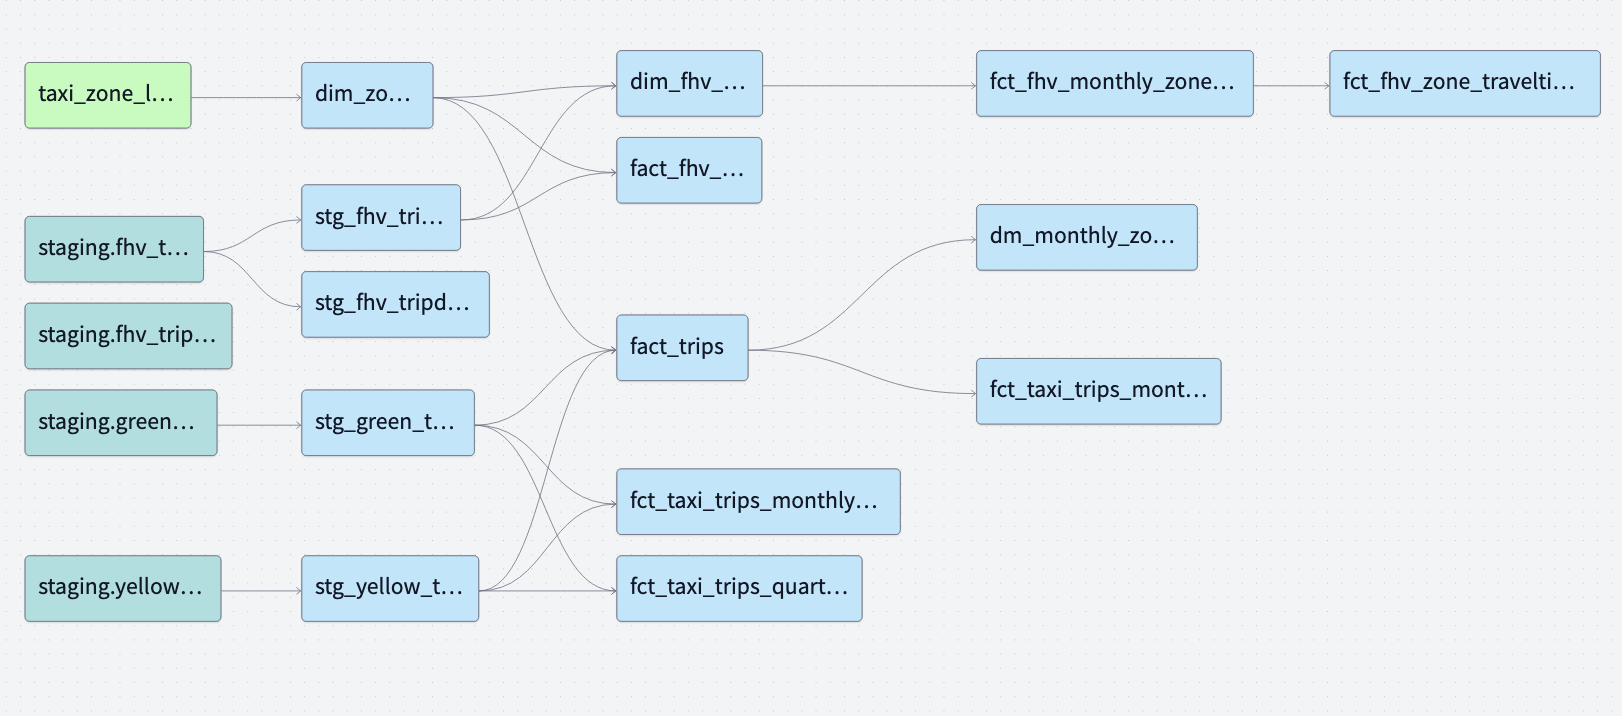 taxi_zone_l...
dim_zo...
dim_fhv_...
fct_fhv_monthly_zone...
fct_fhv_zone_travelti...
fact_fhv_...
stg_fhv_tri...
staging.fhv_t...
dm_monthly_zo...
stg_fhv_tripd...
staging.fhv_trip...
fact_trips
fct_taxi_trips_mont...
staging.green...
stg_green_t...
fct_taxi_trips_monthly...
staging.yellow...
stg_yellow_t...
fct_taxi_trips_quart...